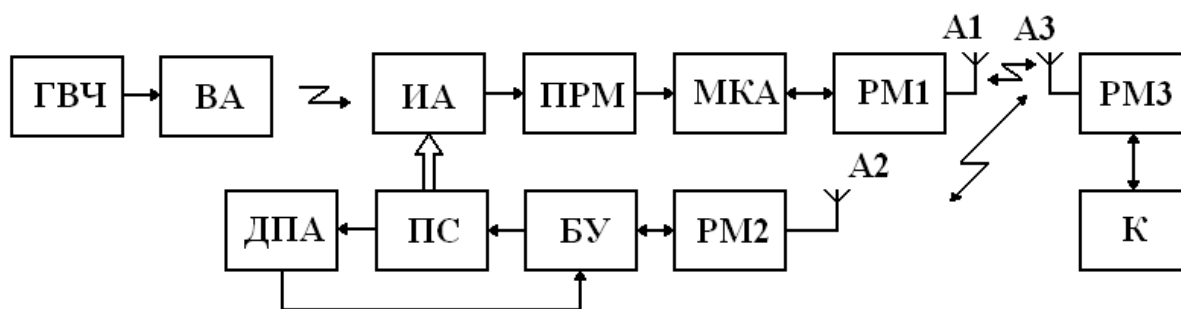 А1 А3
ГВЧ ВА ИА ПРМ МКА РМ1 РМ3
А2
ДПА ПС БУ РМ2 К